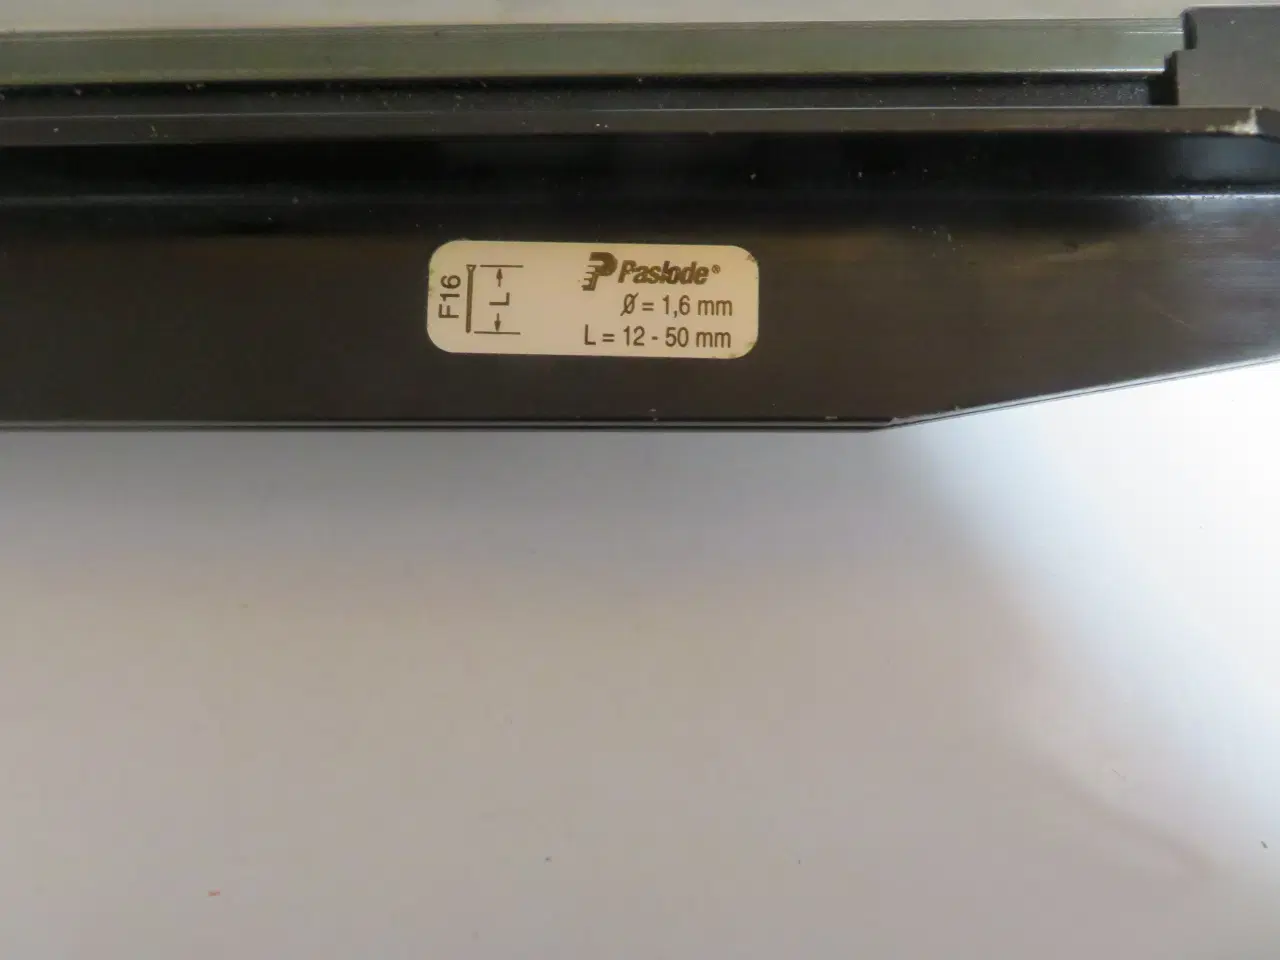 F16
L
Paslode®
Ø = 1,6 mm
L = 12 - 50 mm